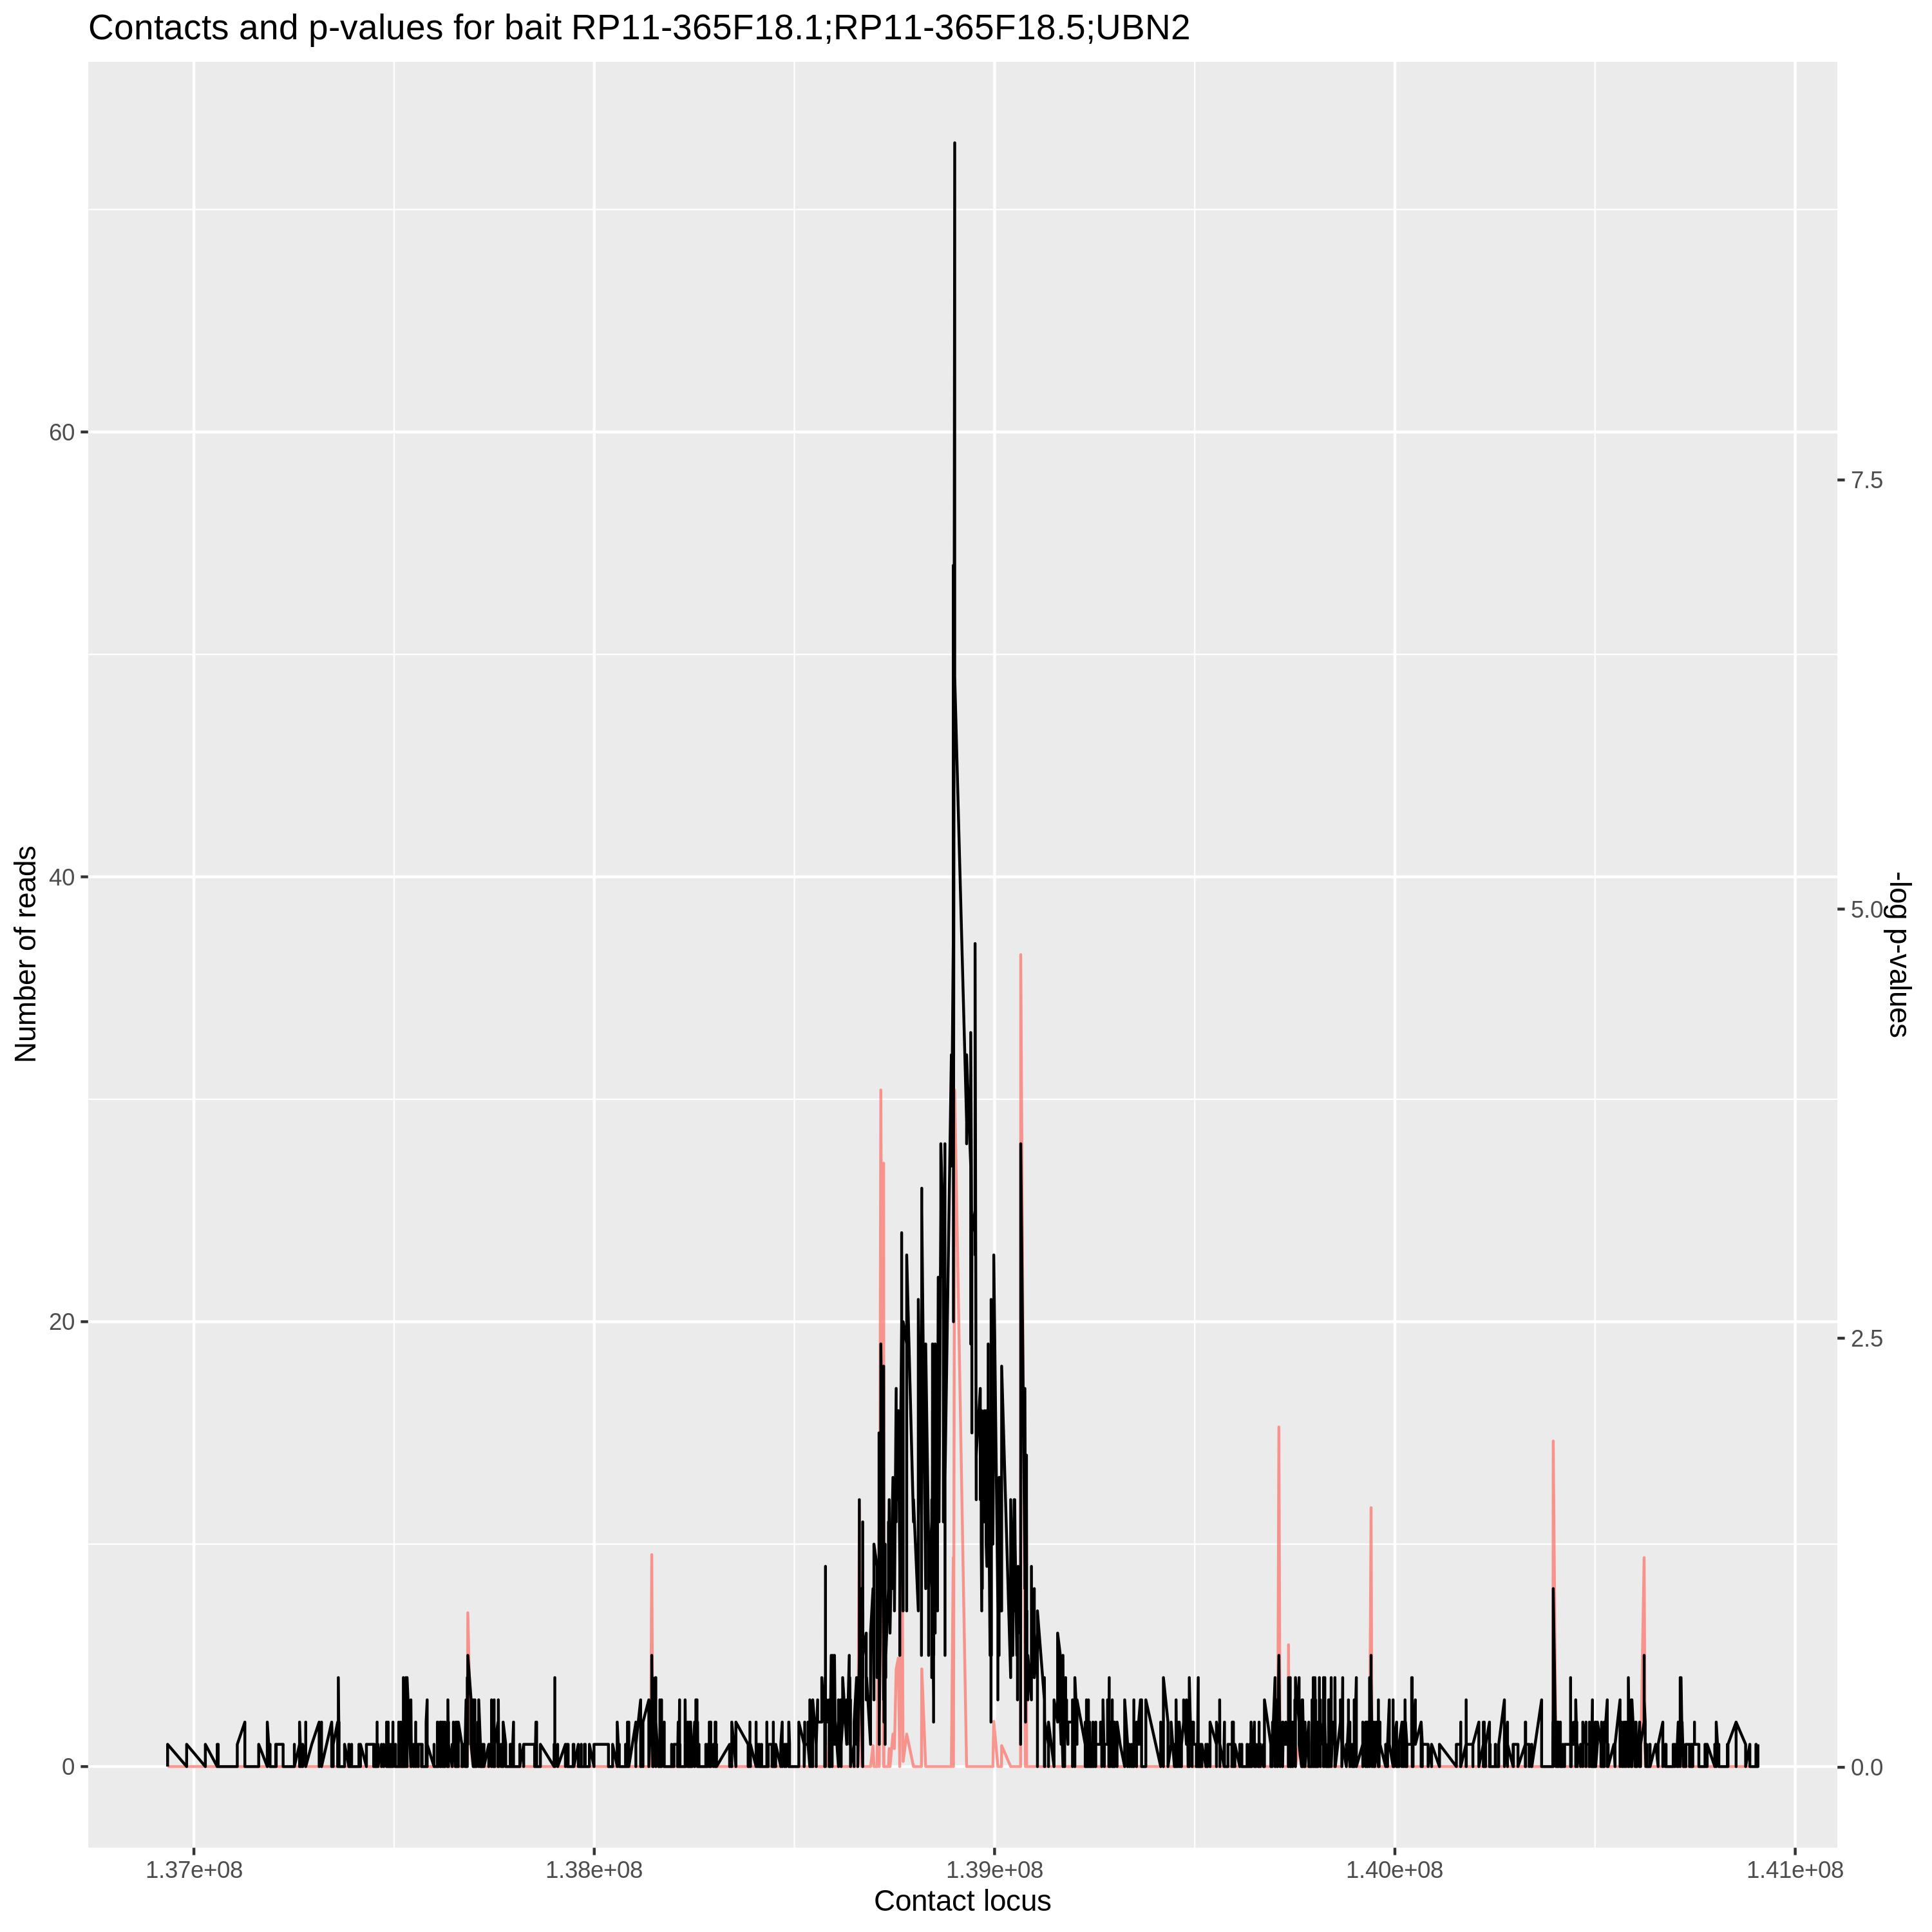 Contacts and p-values for bait RP11-365F18.1;RP11-365F18.5;UBN2
Number of reads
60
40
20
0
7.5
5.0
2.5
0.0
-log p-values
1.37e+08 1.38e+08 1.39e+08 1.40e+08 1.41e+08
Contact locus